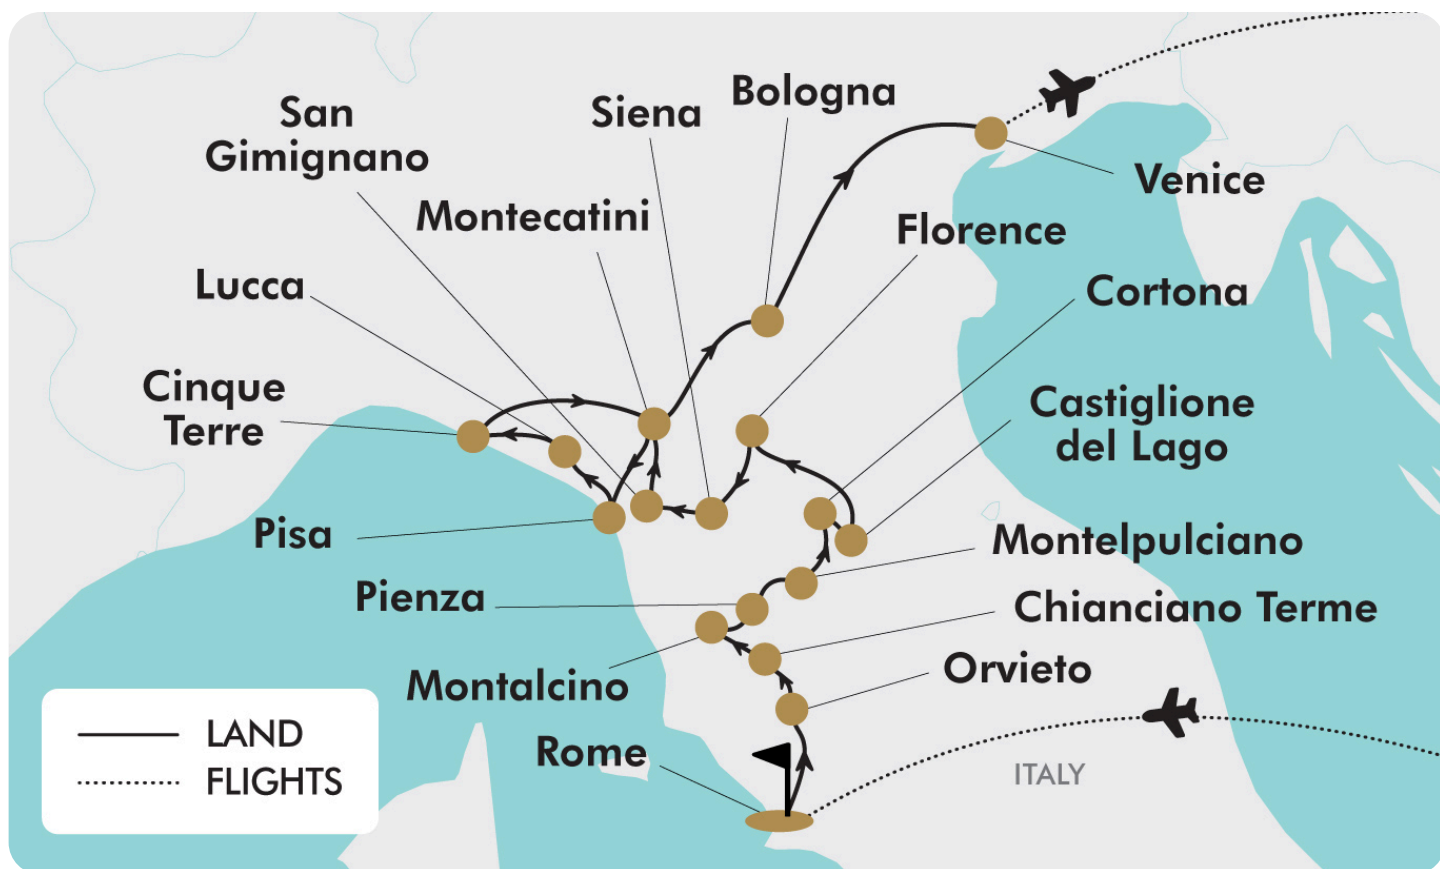 Bologna
San
Gimignano
Siena
Venice
Montecatini
Florence
Lucca
Cortona
Cinque
Terre
Castiglione
del Lago
Pisa
Montelpulciano
Pienza
Chianciano Terme
Montalcino
Orvieto
Rome
LAND
FLIGHTS
ITALY